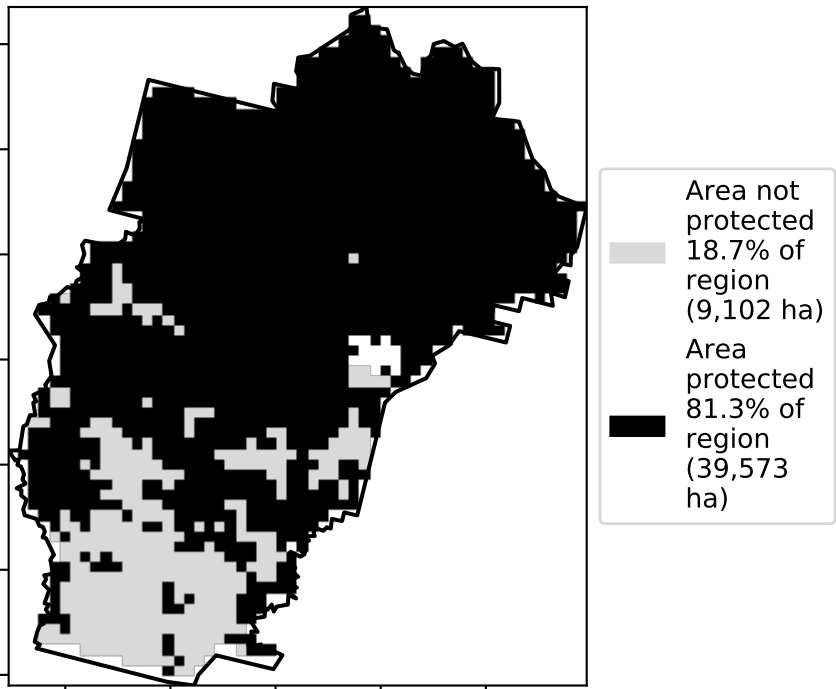 Area not
protected
18.7% of
region
(9,102 ha)
Area
protected
81.3% of
region
(39,573
ha)